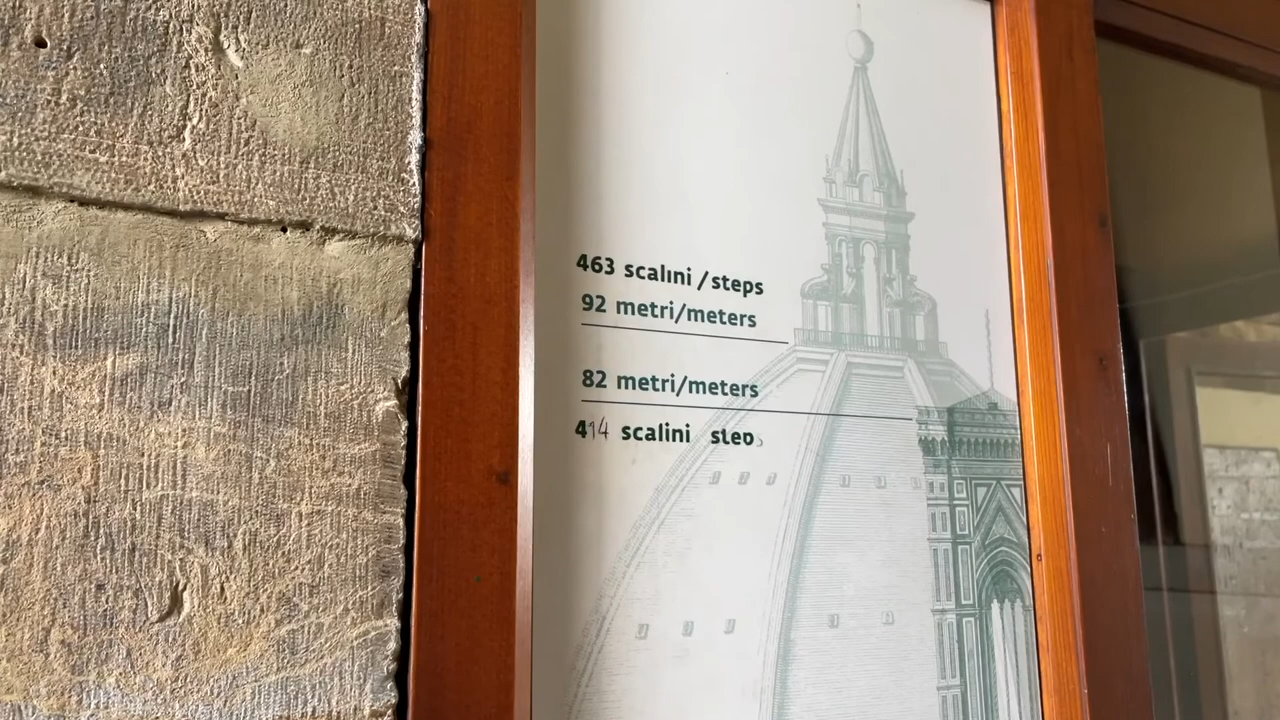 463 scalini / steps
92 metri/meters
82 metri/meters
414 scalini steps